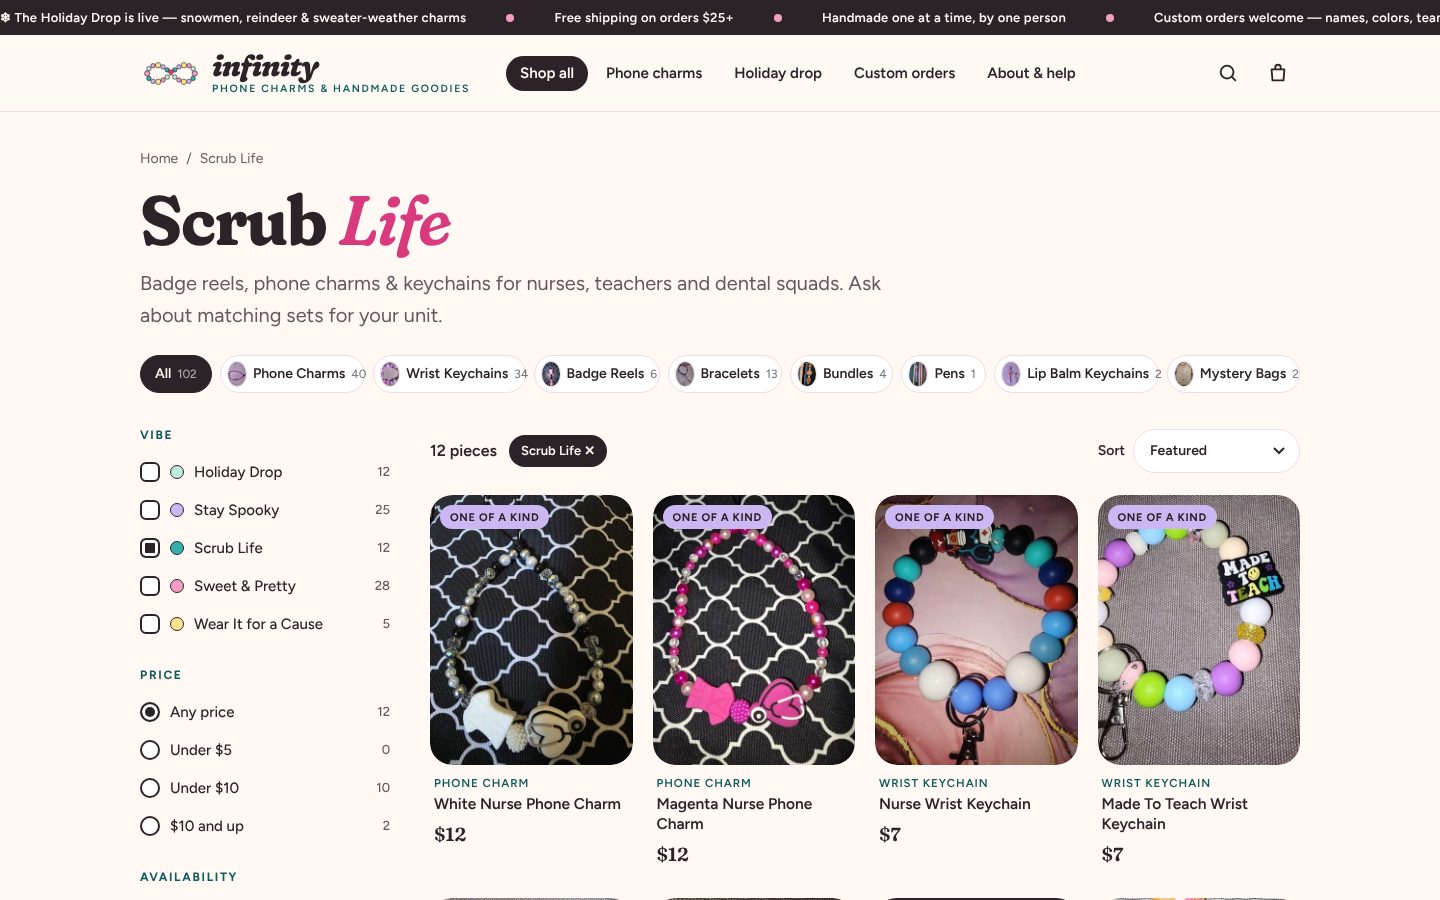 ❄ The Holiday Drop is live — snowmen, reindeer & sweater-weather charms
Free shipping on orders $25+
Handmade one at a time, by one person
Custom orders welcome — names, colors,
infinity
PHONE CHARMS & HANDMADE GOODIES
Shop all
Phone charms
Holiday drop
Custom orders
About & help
Home / Scrub Life
Scrub Life
Badge reels, phone charms & keychains for nurses, teachers and dental squads. Ask
about matching sets for your unit.
All 102
Phone Charms 40
Wrist Keychains 34
Badge Reels 6
Bracelets 13
Bundles 4
Pens 1
Lip Balm Keychains 2
Mystery Bags 2
VIBE
Holiday Drop 12
Stay Spooky 25
Scrub Life 12
Sweet & Pretty 28
Wear It for a Cause 5
PRICE
Any price 12
Under $5 0
Under $10 10
$10 and up 2
AVAILABILITY
12 pieces
Scrub Life ✕
Sort
Featured
ONE OF A KIND
PHONE CHARM
White Nurse Phone Charm
$12
ONE OF A KIND
PHONE CHARM
Magenta Nurse Phone
Charm
$12
ONE OF A KIND
WRIST KEYCHAIN
Nurse Wrist Keychain
$7
ONE OF A KIND
MADE
TO
TEACH
WRIST KEYCHAIN
Made To Teach Wrist
Keychain
$7